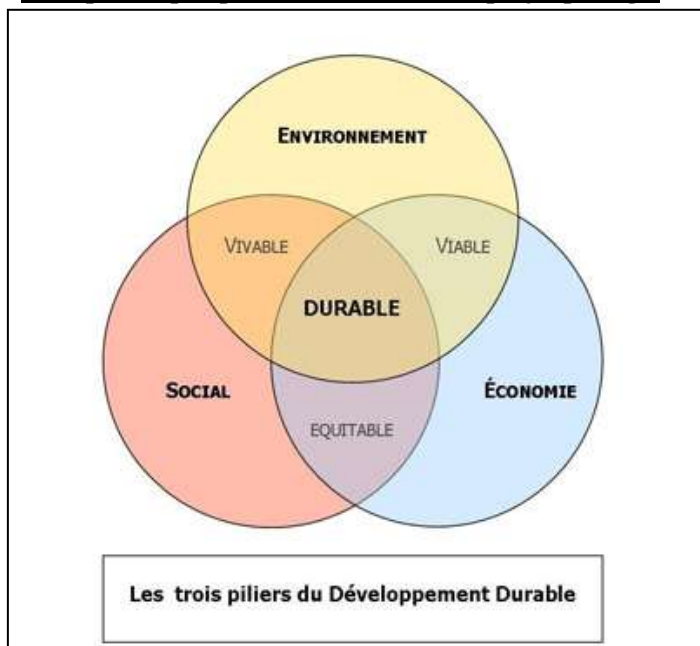 ENVIRONNEMENT
VIVABLE
VIABLE
DURABLE
SOCIAL
ÉCONOMIE
EQUITABLE
Les trois piliers du Développement Durable